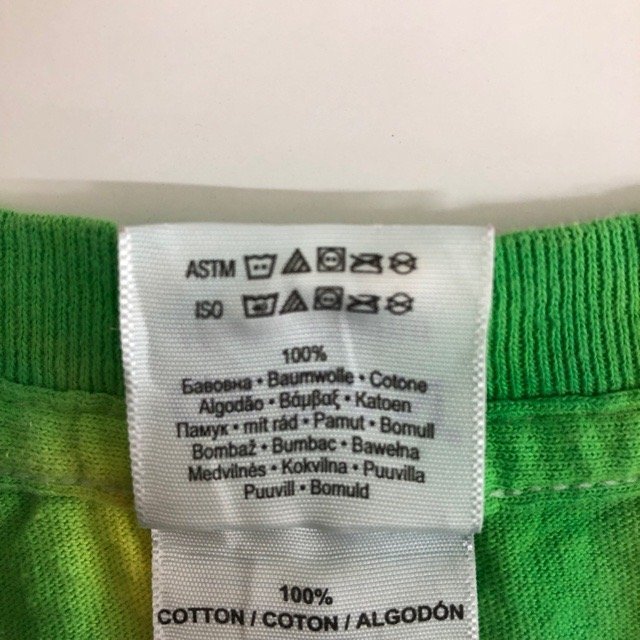 ASTM
ISO
100%
Бавовна • Baumwolle • Cotone
Algodão • Βάμβαξ • Katoen
Памук • mit rád • Pamut • Bomull
Bombaž • Bumbac • Bawełna
Medvilnės • Kokvilna • Puuvilla
Puuvill • Bomuld
100%
COTTON / COTON / ALGODÓN